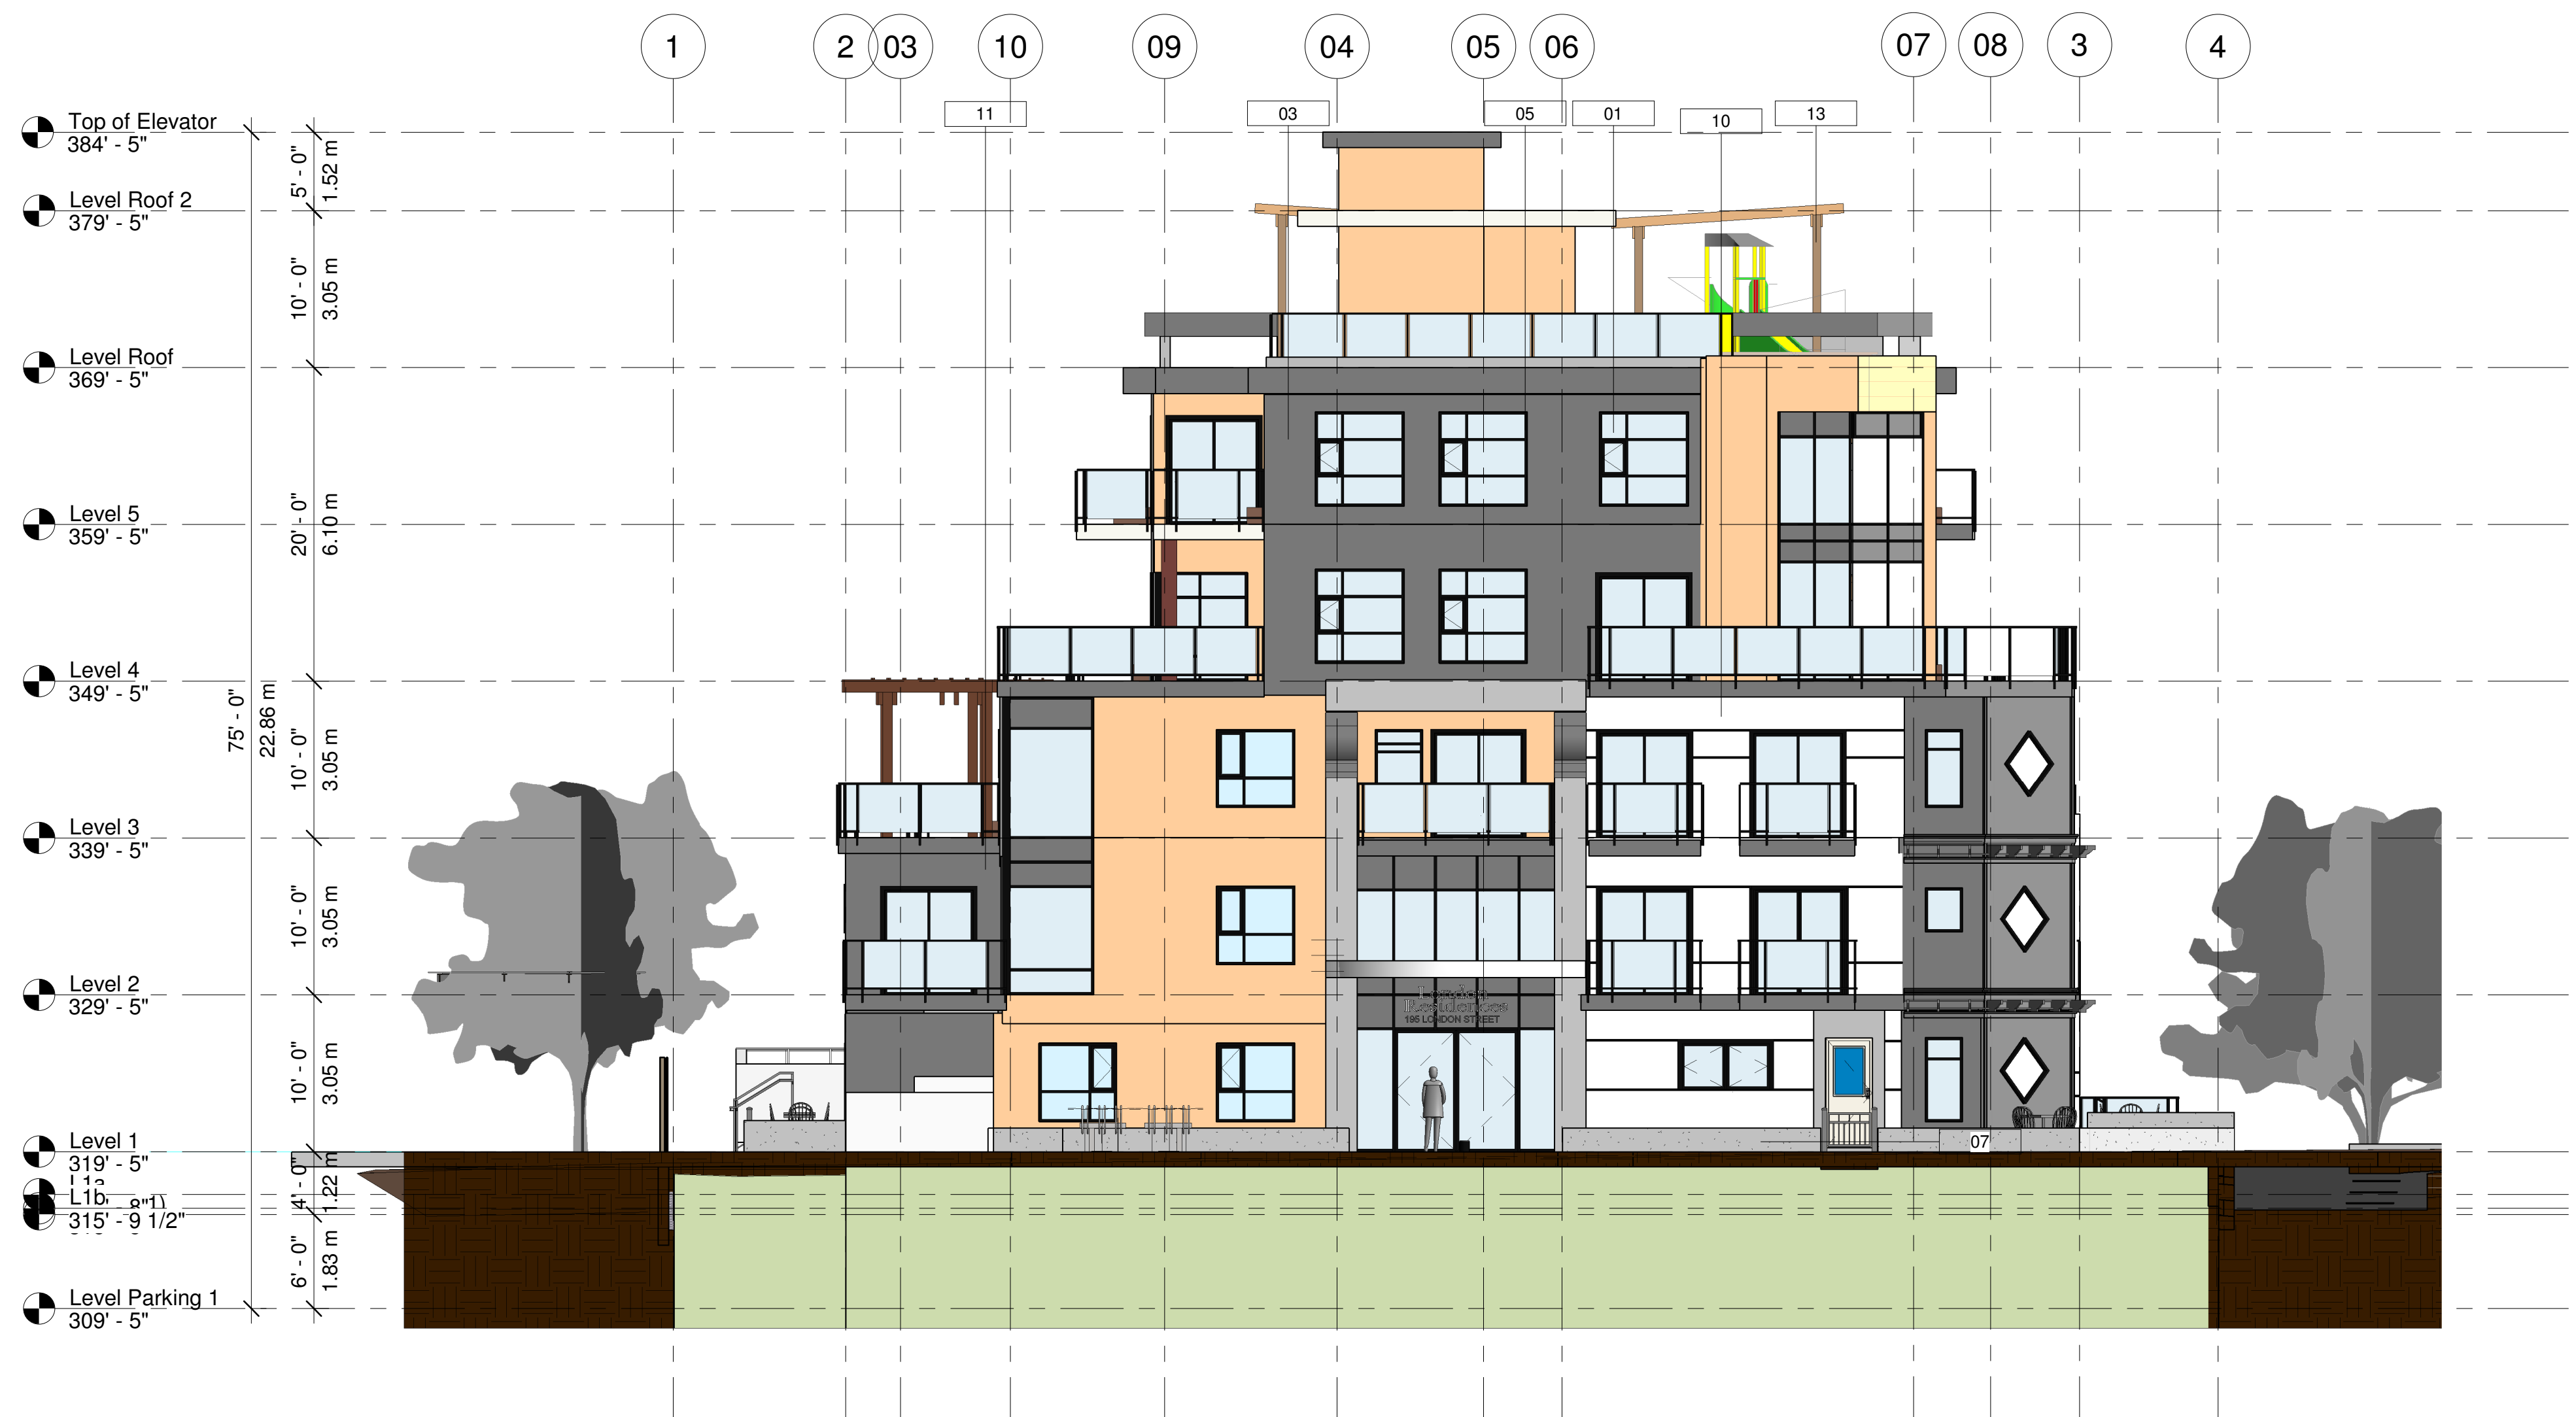 1
2
03
10
09
04
05
06
07
08
3
4
11
03
05
01
10
13
Top of Elevator
384' - 5"
5' - 0"
1.52 m
Level Roof 2
379' - 5"
10' - 0"
3.05 m
Level Roof
369' - 5"
20' - 0"
6.10 m
Level 5
359' - 5"
Level 4
349' - 5"
75' - 0"
22.86 m
10' - 0"
3.05 m
Level 3
339' - 5"
10' - 0"
3.05 m
Level 2
329' - 5"
London
Residences
195 LONDON STREET
10' - 0"
3.05 m
Level 1
319' - 5"
07
4' - 0"
1.22 m
L1a
L1b
315' - 9 1/2"
6' - 0"
1.83 m
Level Parking 1
309' - 5"